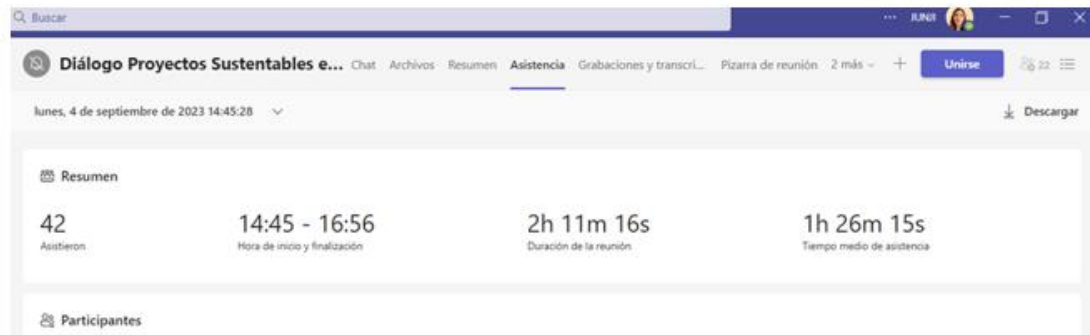 Buscar
... IUNJI
Diálogo Proyectos Sustentables e... Chat Archivos Resumen Asistencia Grabaciones y transcri... Pizarra de reunión 2 más + Unirse 22
lunes, 4 de septiembre de 2023 14:45:28 Descargar
Resumen
42 14:45 - 16:56 2h 11m 16s 1h 26m 15s
Asistieron Hora de inicio y finalización Duración de la reunión Tiempo medio de asistencia
Participantes